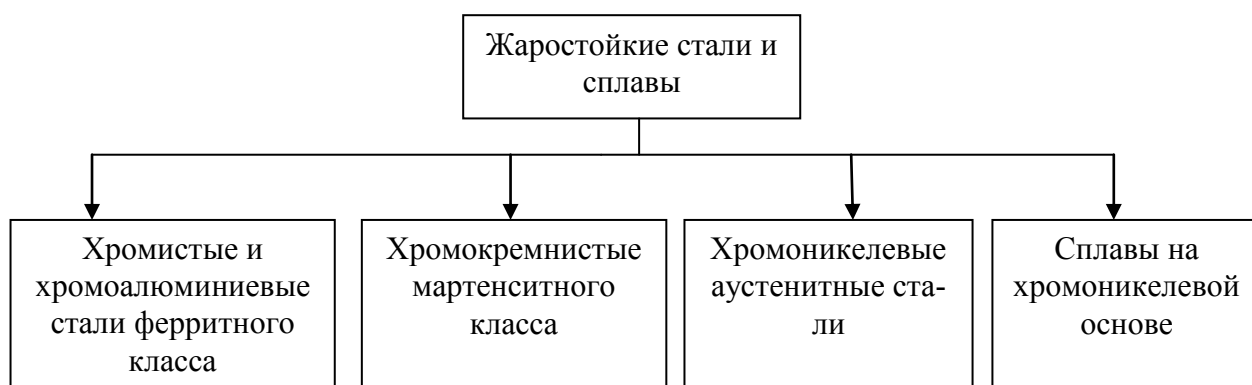 Жаростойкие стали и
сплавы
Хромистые и
хромоалюминиевые
стали ферритного
класса
Хромокремнистые
мартенситного
класса
Хромоникелевые
аустенитные ста-
ли
Сплавы на
хромоникелевой
основе